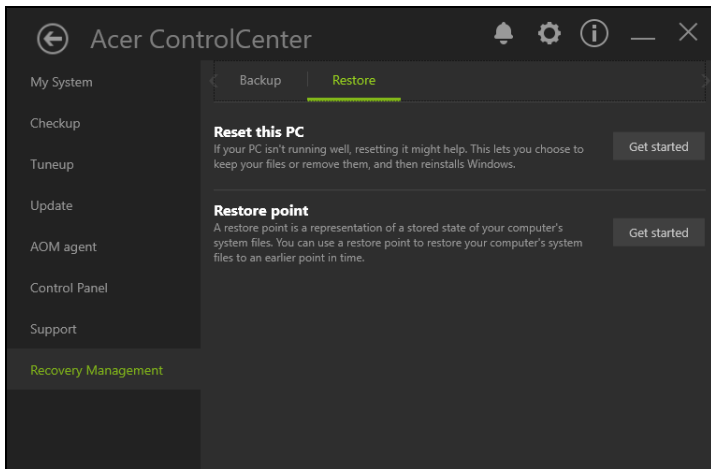 Acer ControlCenter
My System
Checkup
Tuneup
Update
AOM agent
Control Panel
Support
Recovery Management
Backup
Restore
Reset this PC
If your PC isn't running well, resetting it might help. This lets you choose to
keep your files or remove them, and then reinstalls Windows.
Get started
Restore point
A restore point is a representation of a stored state of your computer's
system files. You can use a restore point to restore your computer's system
files to an earlier point in time.
Get started